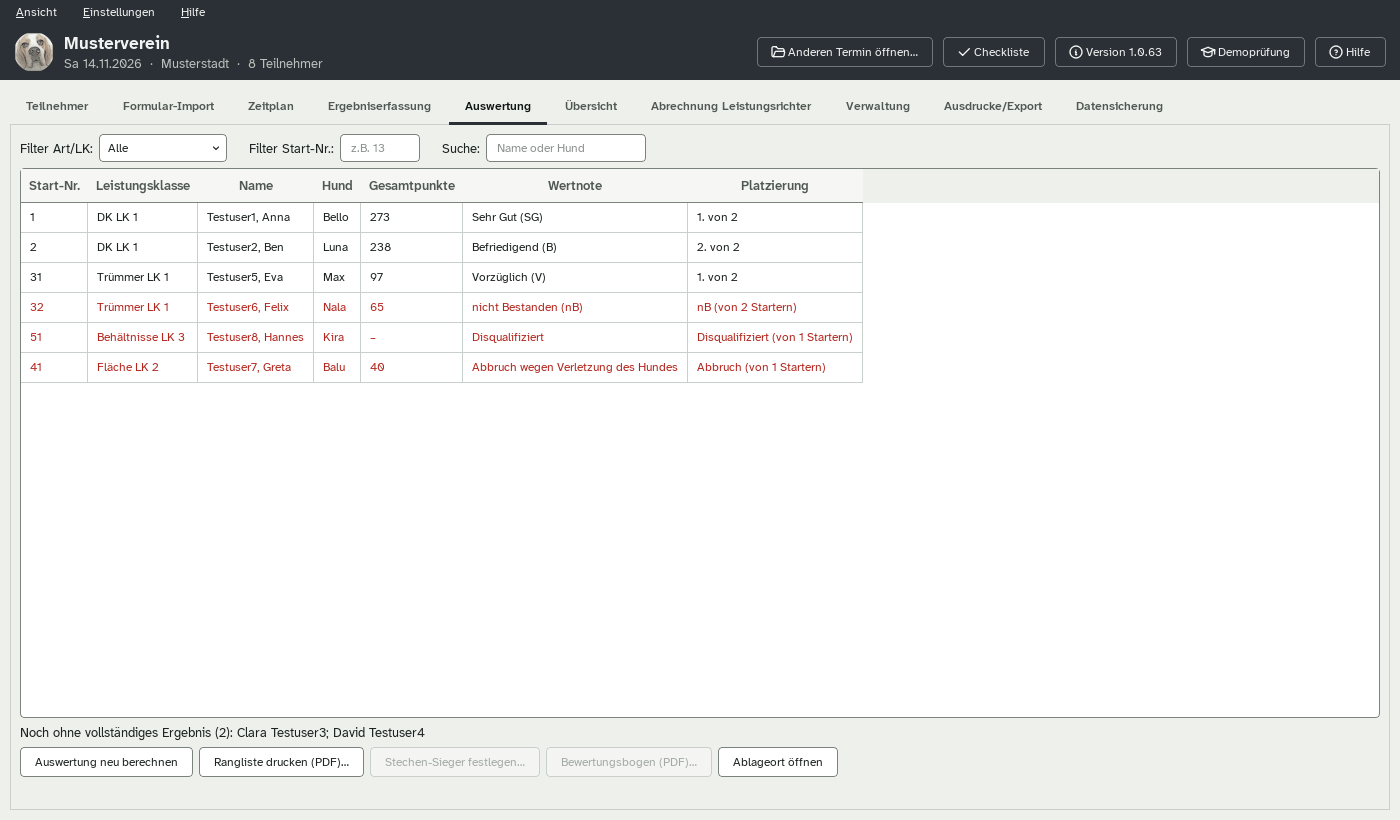 Ansicht Einstellungen Hilfe
Musterverein
Sa 14.11.2026 · Musterstadt · 8 Teilnehmer
Anderen Termin öffnen... Checkliste Version 1.0.63 Demoprüfung Hilfe
Teilnehmer Formular-Import Zeitplan Ergebniserfassung Auswertung Übersicht Abrechnung Leistungsrichter Verwaltung Ausdrucke/Export Datensicherung
Filter Art/LK: Alle Filter Start-Nr.: z.B. 13 Suche: Name oder Hund
Start-Nr. Leistungsklasse Name Hund Gesamtpunkte Wertnote Platzierung
1 DK LK 1 Testuser1, Anna Bello 273 Sehr Gut (SG) 1. von 2
2 DK LK 1 Testuser2, Ben Luna 238 Befriedigend (B) 2. von 2
31 Trümmer LK 1 Testuser5, Eva Max 97 Vorzüglich (V) 1. von 2
32 Trümmer LK 1 Testuser6, Felix Nala 65 nicht Bestanden (nB) nB (von 2 Startern)
51 Behältnisse LK 3 Testuser8, Hannes Kira – Disqualifiziert Disqualifiziert (von 1 Startern)
41 Fläche LK 2 Testuser7, Greta Balu 40 Abbruch wegen Verletzung des Hundes Abbruch (von 1 Startern)
Noch ohne vollständiges Ergebnis (2): Clara Testuser3; David Testuser4
Auswertung neu berechnen Rangliste drucken (PDF)... Stechen-Sieger festlegen... Bewertungsbogen (PDF)... Ablageort öffnen